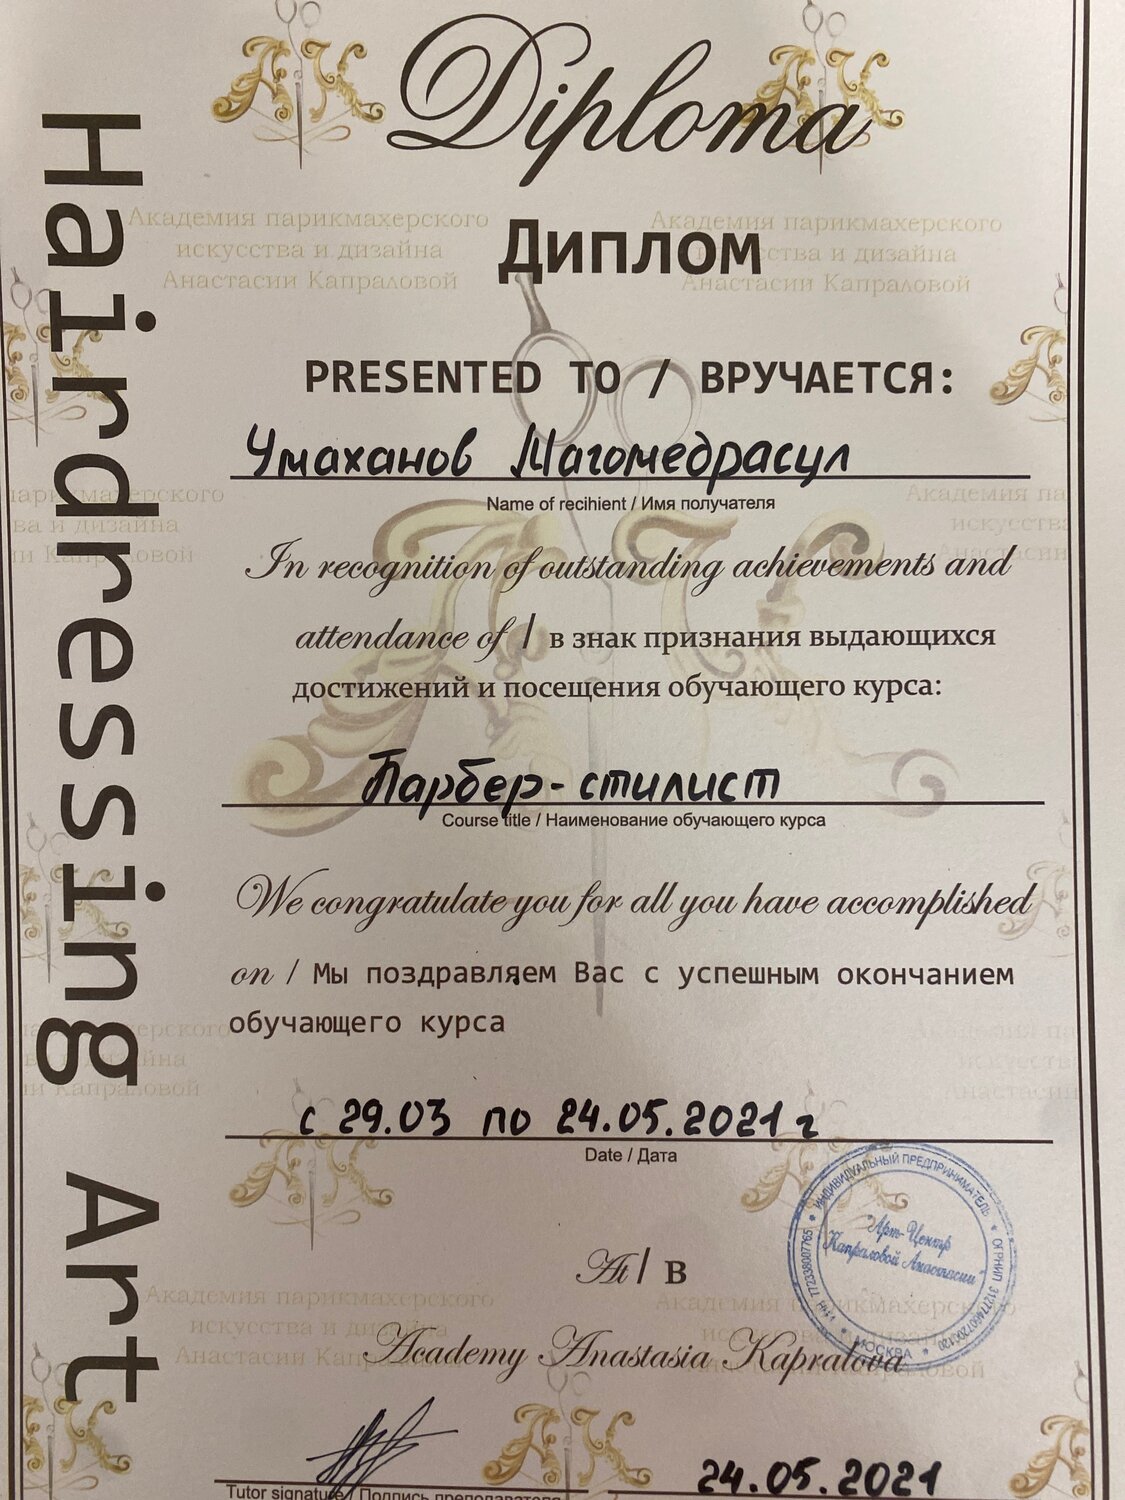 Hairdressing Art
Diploma
Академия парикмахерского
искусства и дизайна
Анастасии Капраловой
Диплом
PRESENTED TO / ВРУЧАЕТСЯ:
Умаханов Магомедрасул
Name of recihient / Имя получателя
In recognition of outstanding achievements and
attendance of / в знак признания выдающихся
достижений и посещения обучающего курса:
Барбер-стилист
Course title / Наименование обучающего курса
We congratulate you for all you have accomplished
on / Мы поздравляем Вас с успешным окончанием
обучающего курса
с 29.03 по 24.05.2021 г
Date / Дата
ИНДИВИДУАЛЬНЫЙ ПРЕДПРИНИМАТЕЛЬ
"Арт-Центр
Капраловой Анастасии"
МОСКВА
At / в
Академия парикмахерского
искусства и дизайна
Анастасии Капраловой
Academy Anastasia Kapralova
24.05.2021
Tutor signature / Подпись преподавателя